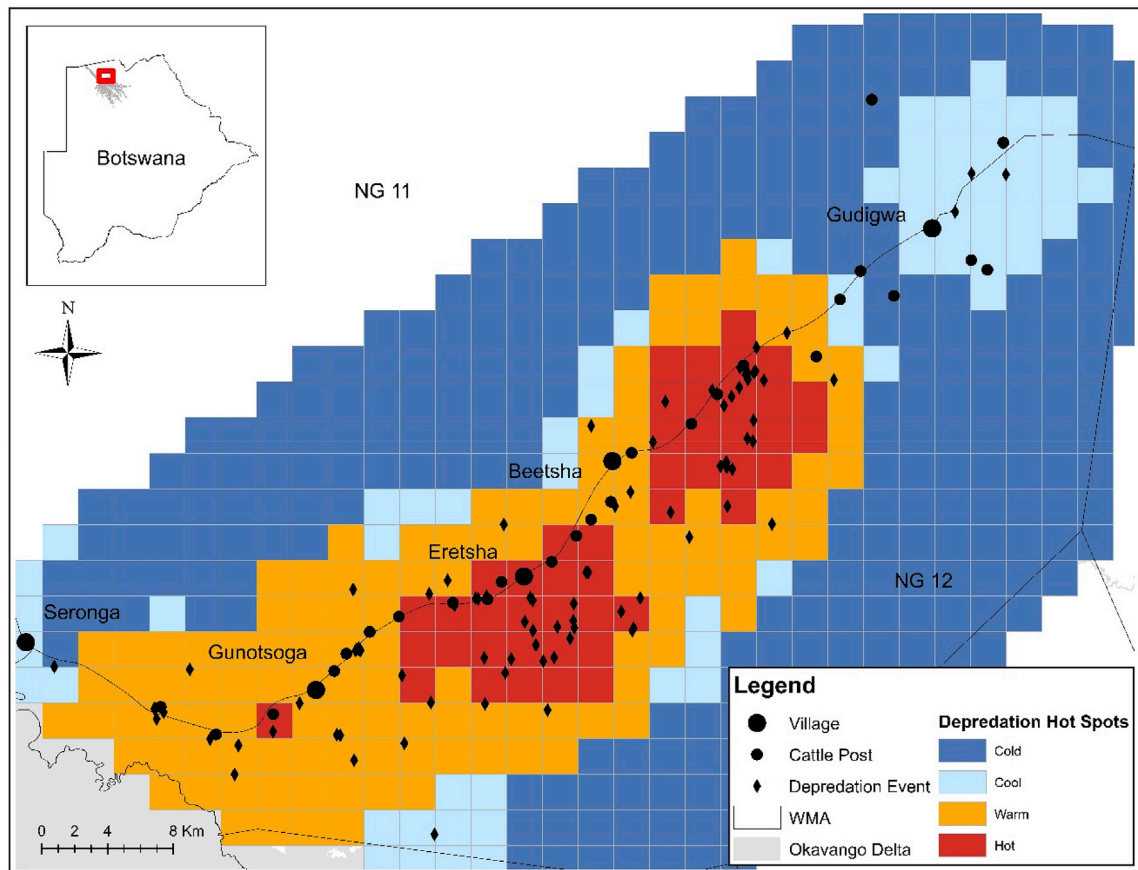 Botswana
NG 11
Gudigwa
N
Beetsha
Eretsha
NG 12
Seronga
Gunotsoga
0 2 4 8 Km
Legend
Village
Cattle Post
Depredation Event
WMA
Okavango Delta
Depredation Hot Spots
Cold
Cool
Warm
Hot